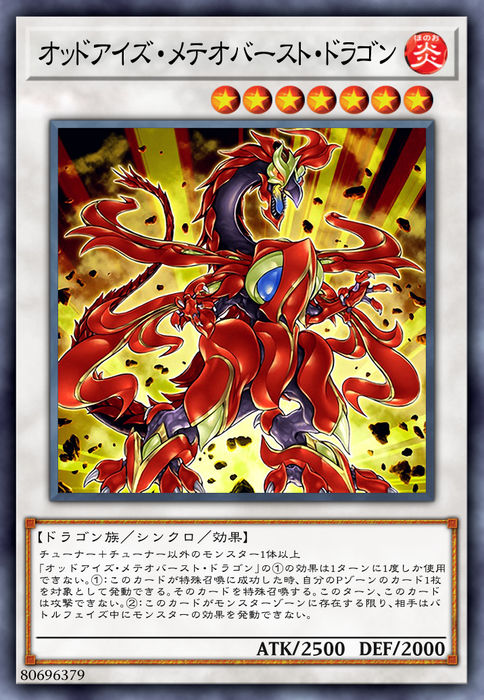 オッドアイズ・メテオバースト・ドラゴン
ほのお
炎
【ドラゴン族／シンクロ／効果】
チューナー＋チューナー以外のモンスター1体以上
「オッドアイズ・メテオバースト・ドラゴン」の①の効果は1ターンに1度しか使用
できない。①：このカードが特殊召喚に成功した時、自分のPゾーンのカード1枚
を対象として発動できる。そのカードを特殊召喚する。このターン、このカード
は攻撃できない。②：このカードがモンスターゾーンに存在する限り、相手はバ
トルフェイズ中にモンスターの効果を発動できない。
ATK/2500 DEF/2000
80696379